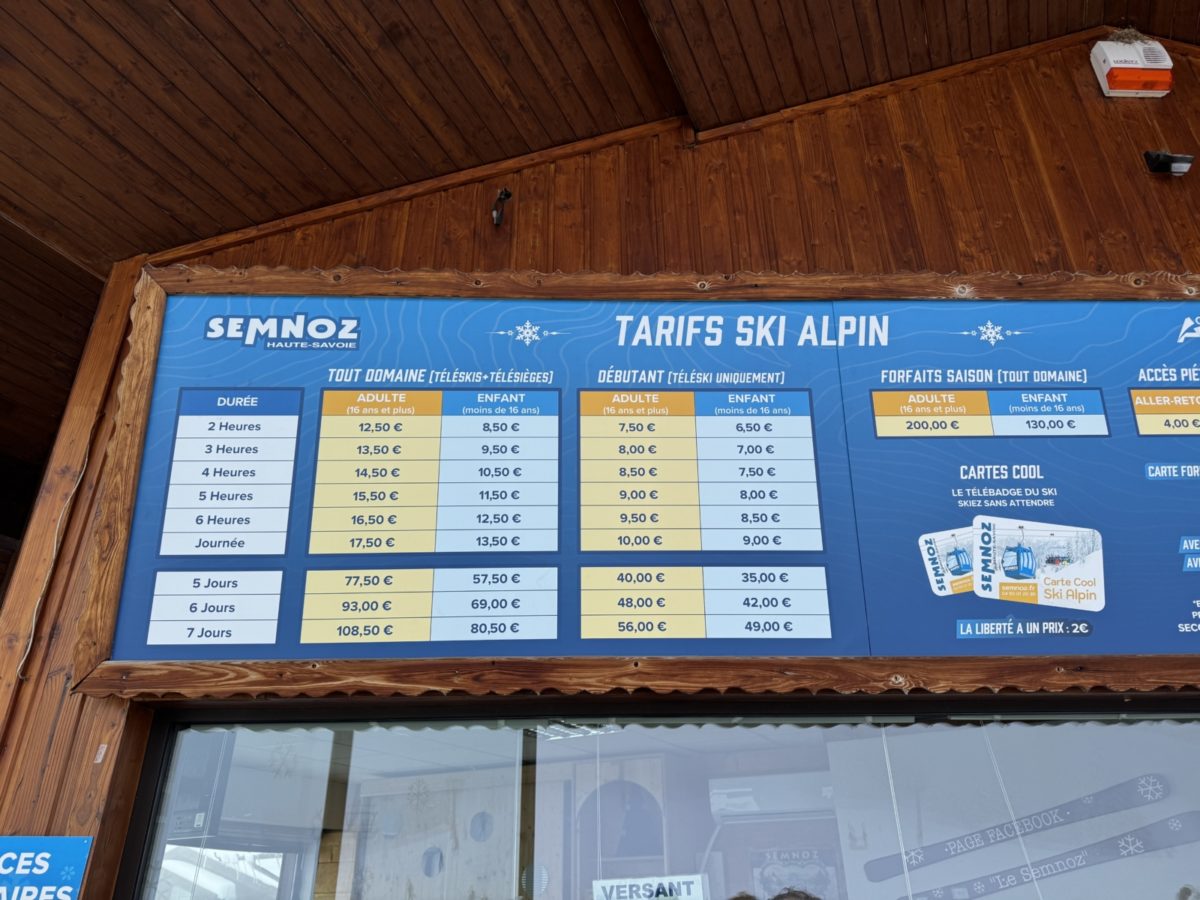 SEMNOZ
HAUTE-SAVOIE
TARIFS SKI ALPIN
TOUT DOMAINE [TÉLÉSKIS+TÉLÉSIÈGES]
DURÉE
ADULTE
(16 ans et plus)
ENFANT
(moins de 16 ans)
2 Heures 12,50 € 8,50 €
3 Heures 13,50 € 9,50 €
4 Heures 14,50 € 10,50 €
5 Heures 15,50 € 11,50 €
6 Heures 16,50 € 12,50 €
Journée 17,50 € 13,50 €
5 Jours 77,50 € 57,50 €
6 Jours 93,00 € 69,00 €
7 Jours 108,50 € 80,50 €
DÉBUTANT [TÉLÉSKI UNIQUEMENT]
ADULTE
(16 ans et plus)
ENFANT
(moins de 16 ans)
7,50 € 6,50 €
8,00 € 7,00 €
8,50 € 7,50 €
9,00 € 8,00 €
9,50 € 8,50 €
10,00 € 9,00 €
40,00 € 35,00 €
48,00 € 42,00 €
56,00 € 49,00 €
FORFAITS SAISON [TOUT DOMAINE]
ADULTE
(16 ans et plus)
ENFANT
(moins de 16 ans)
200,00 € 130,00 €
CARTES COOL
LE TÉLÉBADGE DU SKI
SKIEZ SANS ATTENDRE
SEMNOZ
SEMNOZ
semnoz.fr
Carte Cool
Ski Alpin
LA LIBERTÉ A UN PRIX : 2€
ACCÈS PIÉ
ALLER-RETO
4,00 €
CARTE FOR
AVE
AVE
SECO
CES
AIRES
VERSANT
SEMNOZ
·PAGE FACEBOOK·
"Le Semnoz"